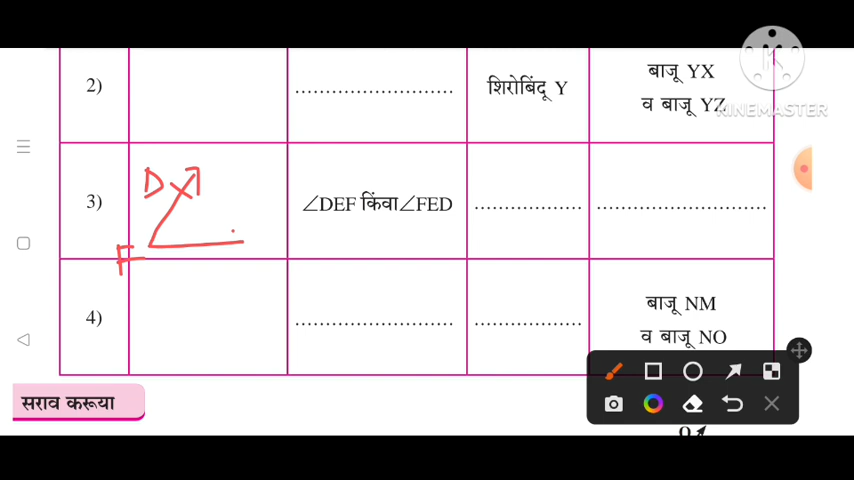 KINEMASTER
2) ........................... शिरोबिंदू Y बाजू YX
व बाजू YZ
D
3) ∠DEF किंवा ∠FED .................. ............................
F
4) ........................... .................. बाजू NM
व बाजू NO
सराव करूया
Q